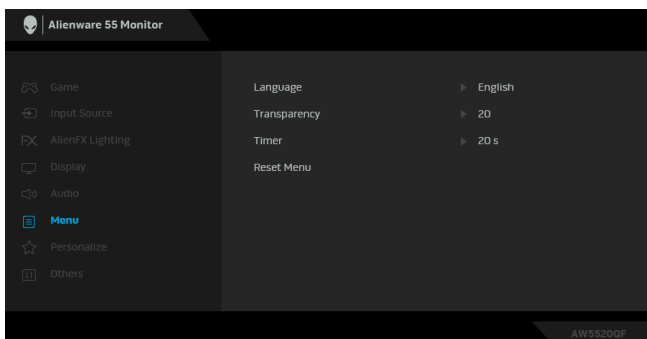 Alienware 55 Monitor
Game
Input Source
AlienFX Lighting
Display
Audio
Menu
Personalize
Others
Language English
Transparency 20
Timer 20 s
Reset Menu
AW5520QF